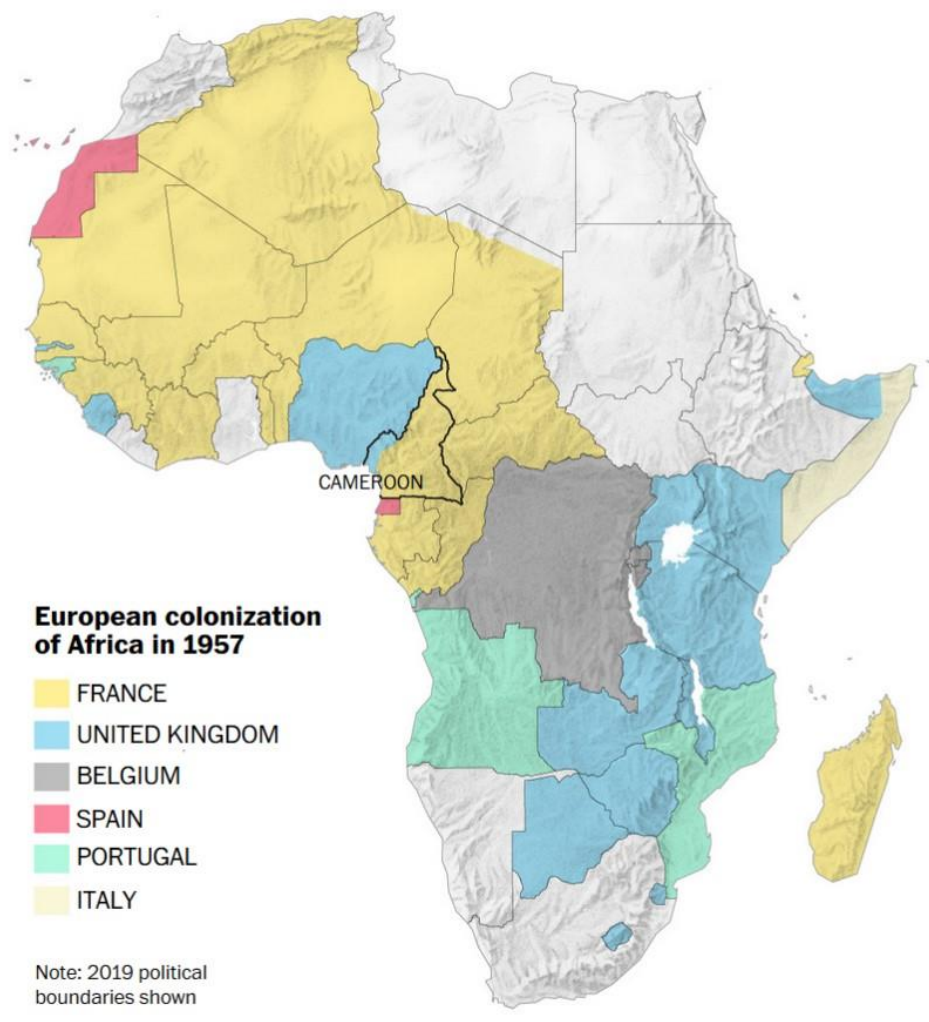 CAMEROON
European colonization
of Africa in 1957
FRANCE
UNITED KINGDOM
BELGIUM
SPAIN
PORTUGAL
ITALY
Note: 2019 political
boundaries shown